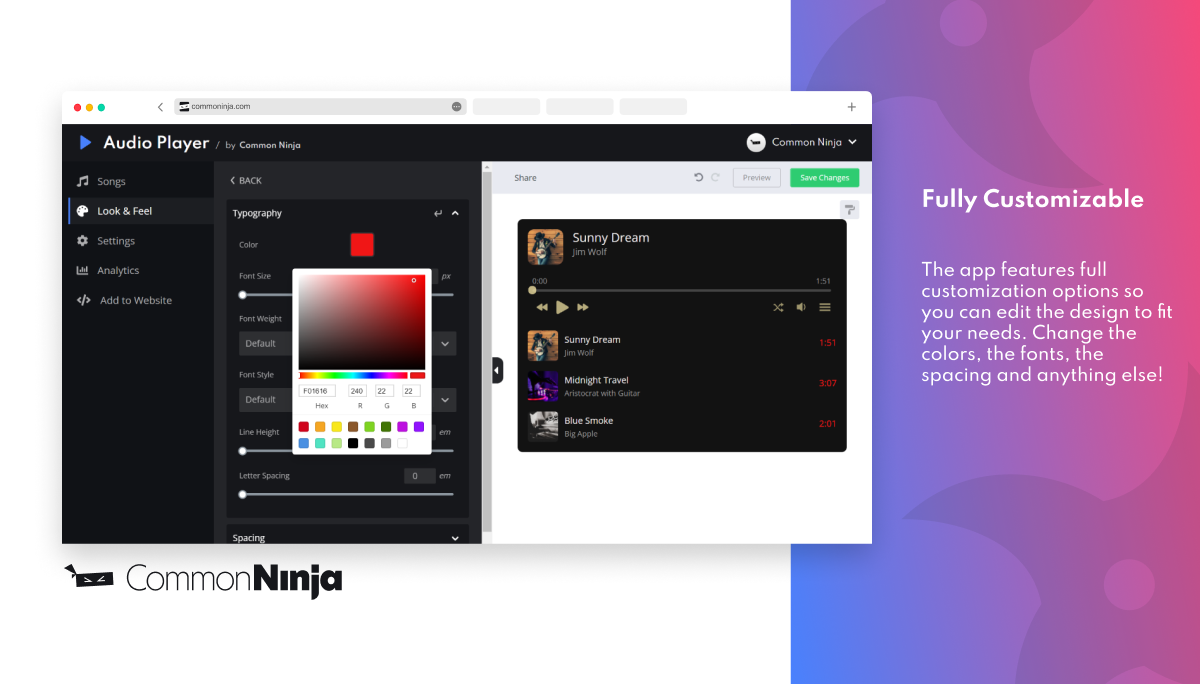 commoninja.com
Audio Player / by Common Ninja
Common Ninja
Songs
Look & Feel
Settings
Analytics
</> Add to Website
BACK
Typography
Color
Font Size
px
Font Weight
Default
Font Style
Default
Line Height
em
Letter Spacing
0 em
Spacing
F01616 240 22 22
Hex R G B
Share
Preview
Save Changes
Sunny Dream
Jim Wolf
0:00 1:51
Sunny Dream
Jim Wolf
1:51
Midnight Travel
Aristocrat with Guitar
3:07
Blue Smoke
Big Apple
2:01
CommonNinja
Fully Customizable
The app features full
customization options so
you can edit the design to fit
your needs. Change the
colors, the fonts, the
spacing and anything else!